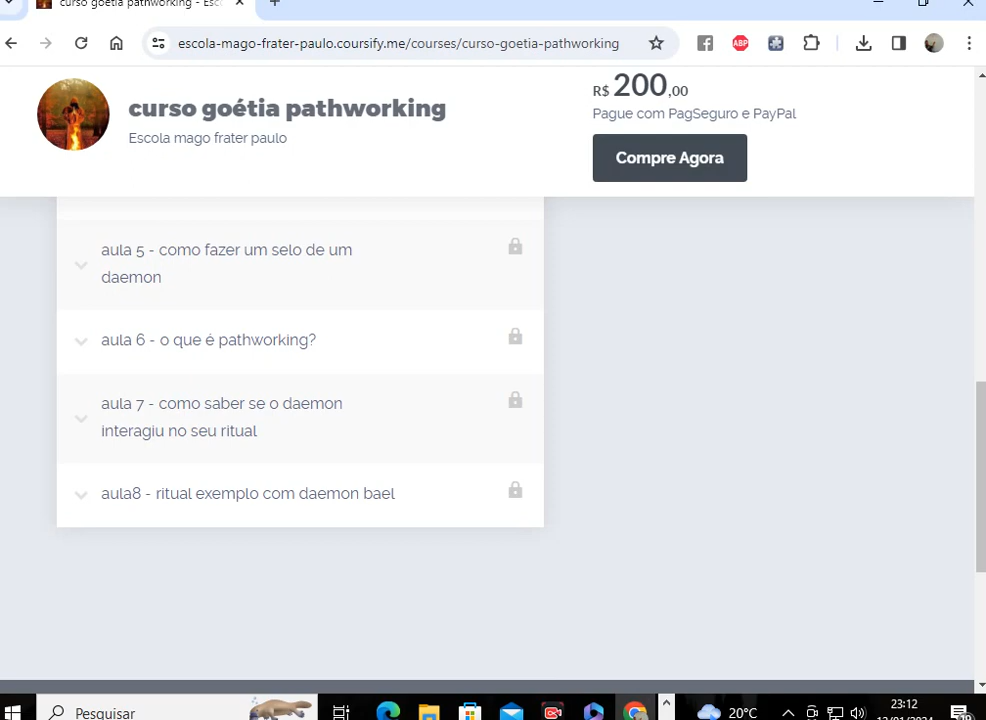 curso goétia pathworking - Esc
escola-mago-frater-paulo.coursify.me/courses/curso-goetia-pathworking
ABP
curso goétia pathworking
Escola mago frater paulo
R$ 200,00
Pague com PagSeguro e PayPal
Compre Agora
aula 5 - como fazer um selo de um
daemon
aula 6 - o que é pathworking?
aula 7 - como saber se o daemon
interagiu no seu ritual
aula8 - ritual exemplo com daemon bael
Pesquisar
20°C
23:12